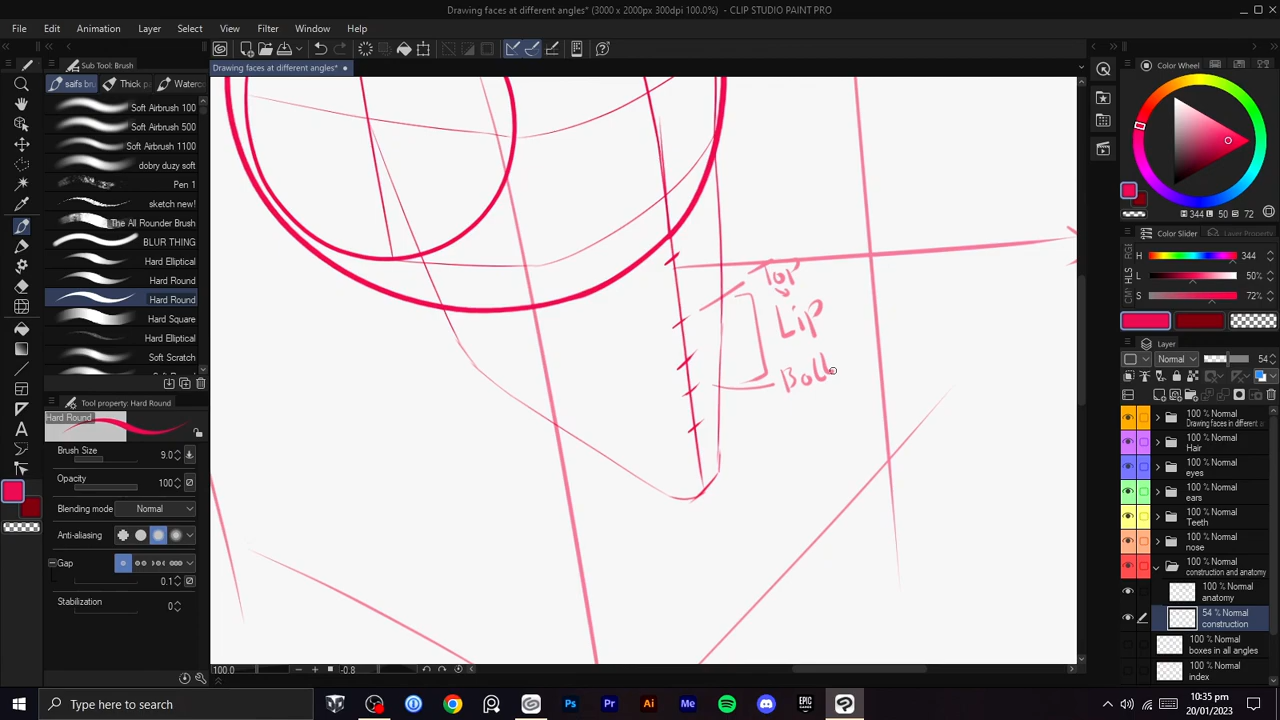 Drawing faces at different angles* (3000 x 2000px 300dpi 100.0%) - CLIP STUDIO PAINT PRO
File Edit Animation Layer Select View Filter Window Help
Sub Tool: Brush
Drawing faces at different angles*
saifs bru
Thick p
Waterc
Soft Airbrush 100
Soft Airbrush 500
Soft Airbrush 1100
dobry duzy soft
Pen 1
sketch new!
The All Rounder Brush
BLUR THING
Hard Elliptical
Hard Round
Hard Round
Hard Square
Hard Elliptical
Soft Scratch
Tool property: Hard Round
Hard Round
Brush Size 9.0
Opacity 100
Blending mode Normal
Anti-aliasing
Gap
0.1
Stabilization 0
Top
Lip
Bott
100.0
-0.8
Color Wheel
344 L 50 72
Color Slider
Layer Property
H 344
L 50%
S 72%
Layer
Normal 54
100 % Normal
Drawing faces in different a
100 % Normal
Hair
100 % Normal
eyes
100 % Normal
ears
100 % Normal
Teeth
100 % Normal
nose
100 % Normal
construction and anatomy
100 % Normal
anatomy
54 % Normal
construction
100 % Normal
boxes in all angles
100 % Normal
index
Type here to search
10:35 pm
20/01/2023